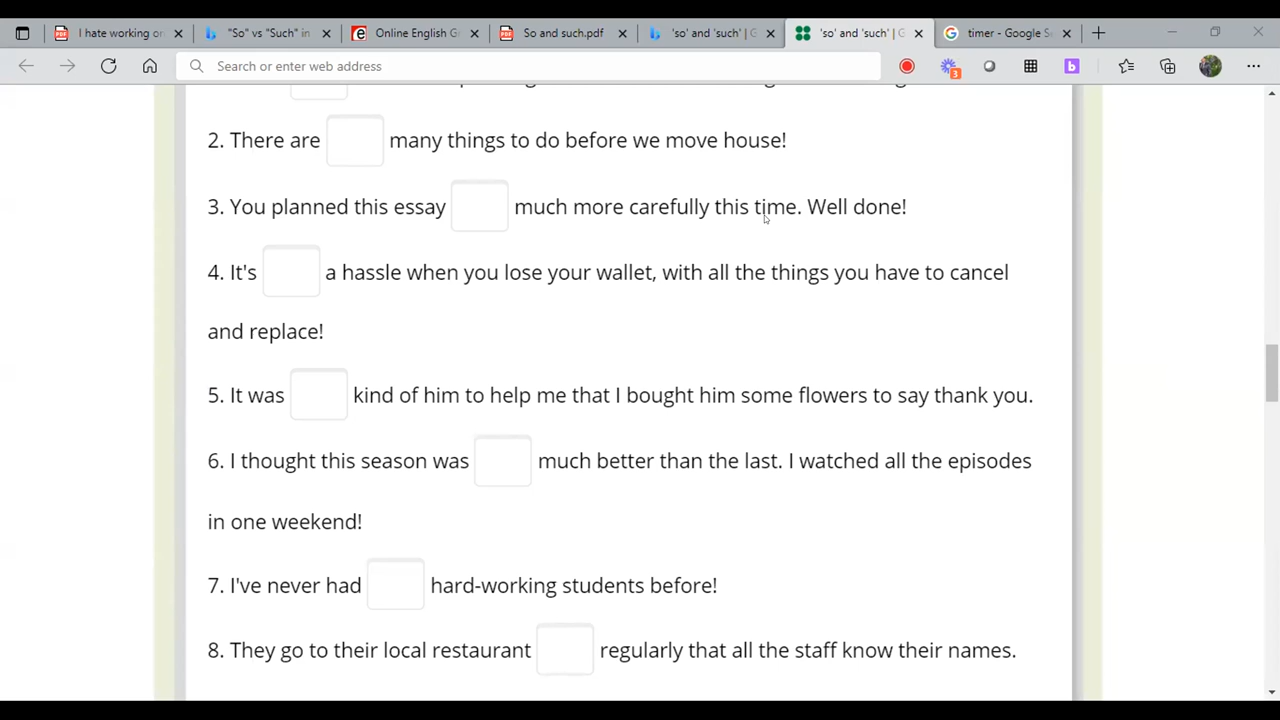 I hate working on
"So" vs "Such" in
Online English G
So and such.pdf
'so' and 'such' | G
'so' and 'such' | G
timer - Google Se
Search or enter web address
3
b
2. There are many things to do before we move house!
3. You planned this essay much more carefully this time. Well done!
4. It's a hassle when you lose your wallet, with all the things you have to cancel
and replace!
5. It was kind of him to help me that I bought him some flowers to say thank you.
6. I thought this season was much better than the last. I watched all the episodes
in one weekend!
7. I've never had hard-working students before!
8. They go to their local restaurant regularly that all the staff know their names.